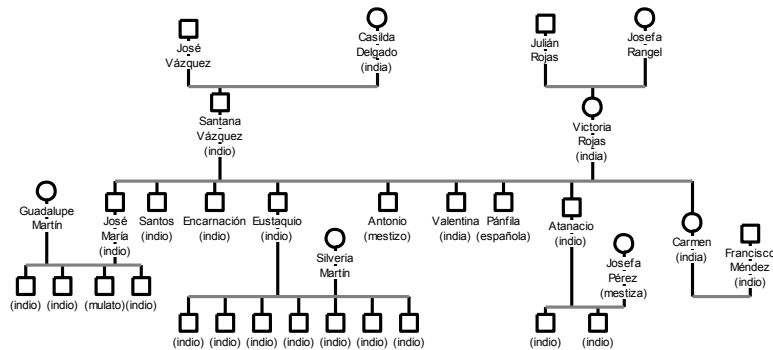 José
Vázquez
Casilda
Delgado
(india)
Julián
Rojas
Josefa
Rangel
Santana
Vázquez
(indio)
Victoria
Rojas
(india)
Guadalupe
Martín
José
María
(indio)
Santos
(indio)
Encarnación
(indio)
Eustaquio
(indio)
Silveria
Martín
Antonio
(mestizo)
Valentina
(india)
Pánfila
(española)
Atanacio
(indio)
Josefa
Pérez
(mestiza)
Carmen
(india)
Francisco
Méndez
(indio)
(indio) (indio) (mulato) (indio)
(indio) (indio) (indio) (indio) (indio) (indio) (indio)
(indio) (indio)